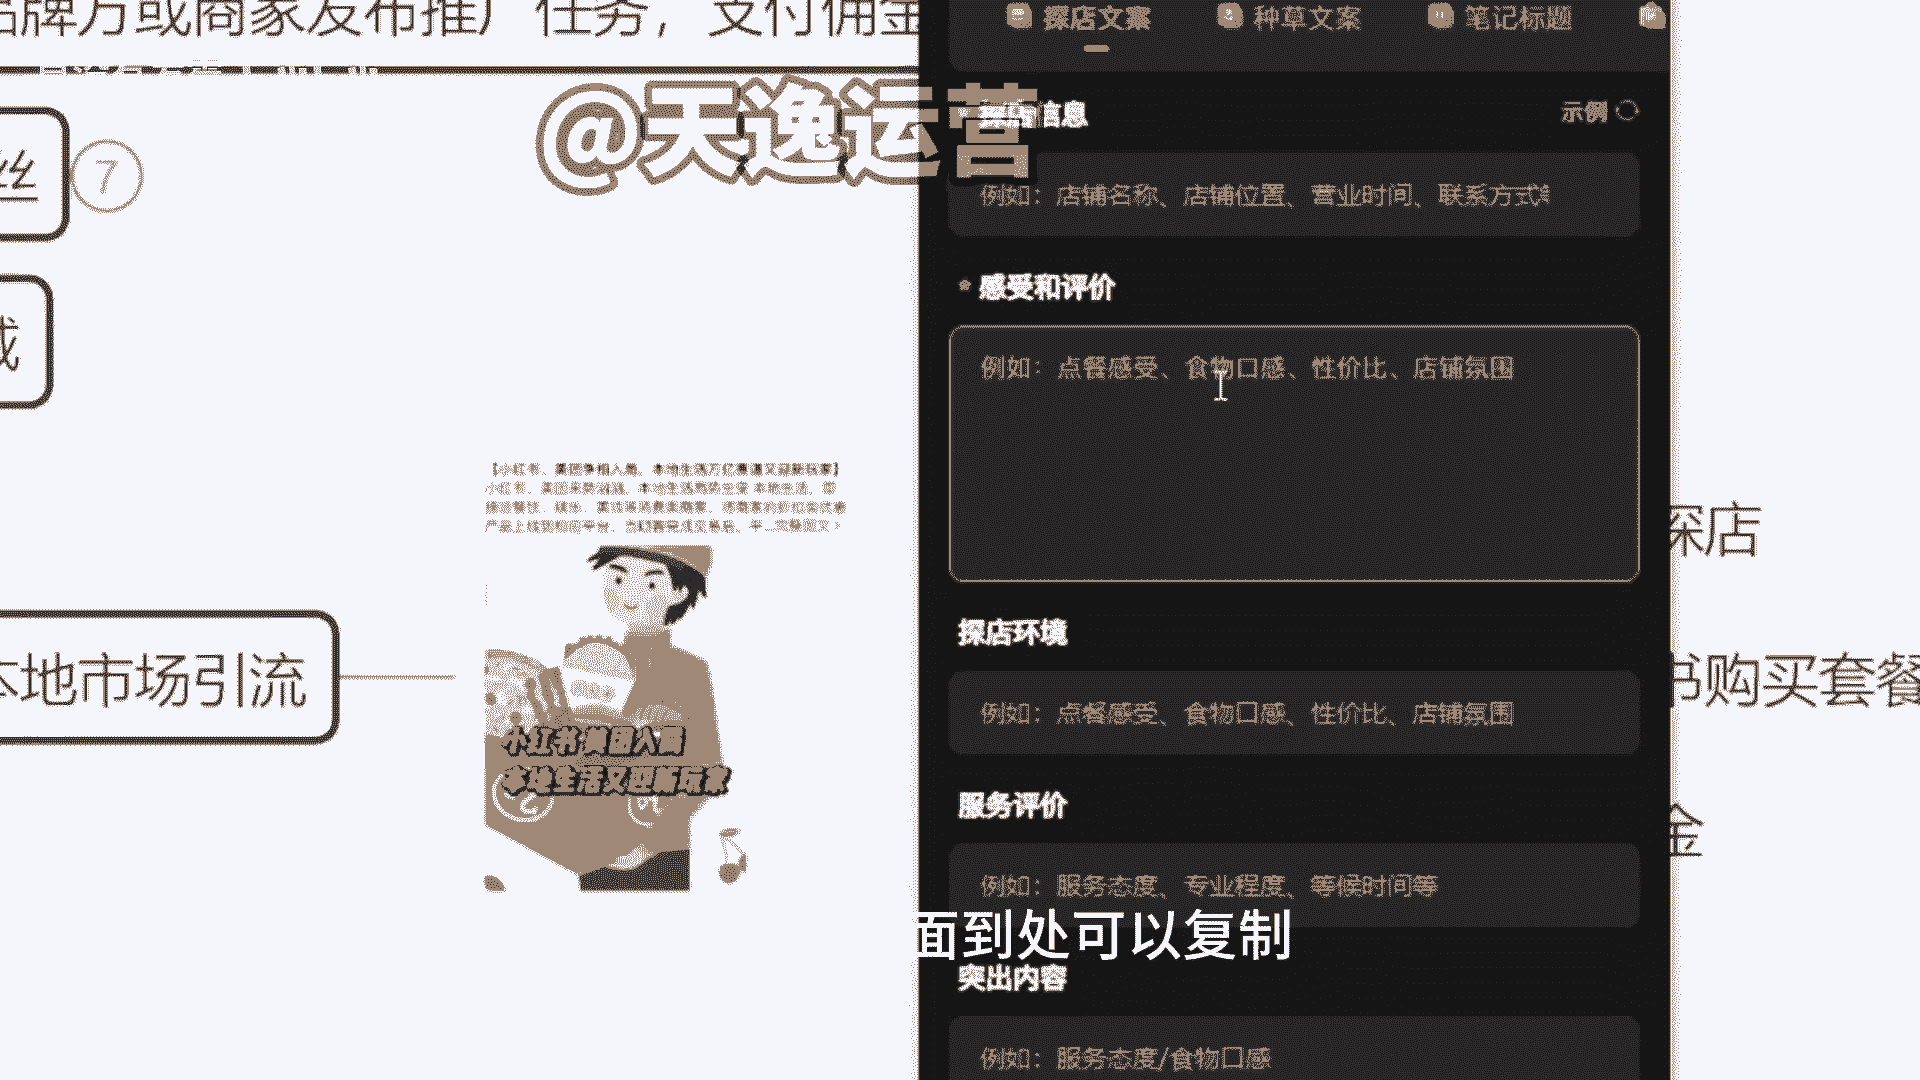 品牌方或商家发布推广任务，支付佣金
探店文案
种草文案
笔记标题
@天逸运营
探店信息
示例
例如：店铺名称、店铺位置、营业时间、联系方式等
丝
7
* 感受和评价
例如：点餐感受、食物口感、性价比、店铺氛围
【小红书、美团争相入局，本地生活万亿赛道又迎新玩家】
探店
探店环境
本地市场引流
例如：点餐感受、食物口感、性价比、店铺氛围
书购买套餐
小红书 美团入局
本地生活又迎新玩家
服务评价
金
例如：服务态度、专业程度、等候时间等
面到处可以复制
突出内容
例如：服务态度/食物口感